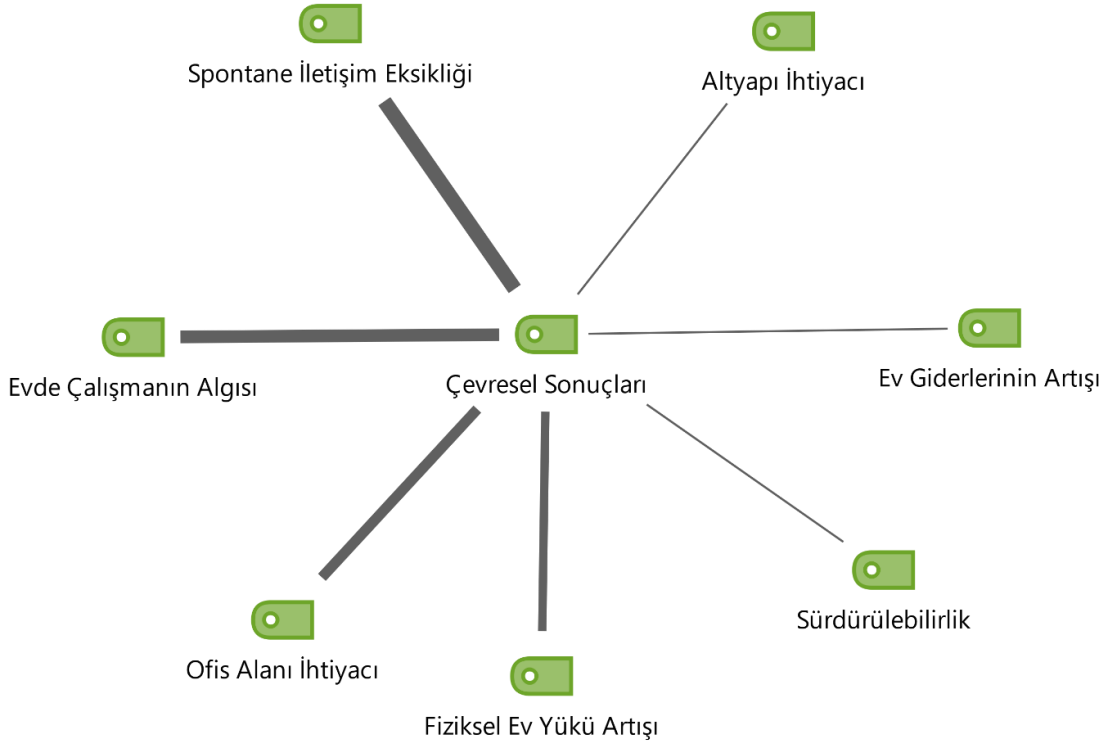 Spontane İletişim Eksikliği
Altyapı İhtiyacı
Evde Çalışmanın Algısı
Çevresel Sonuçları
Ev Giderlerinin Artışı
Sürdürülebilirlik
Ofis Alanı İhtiyacı
Fiziksel Ev Yükü Artışı